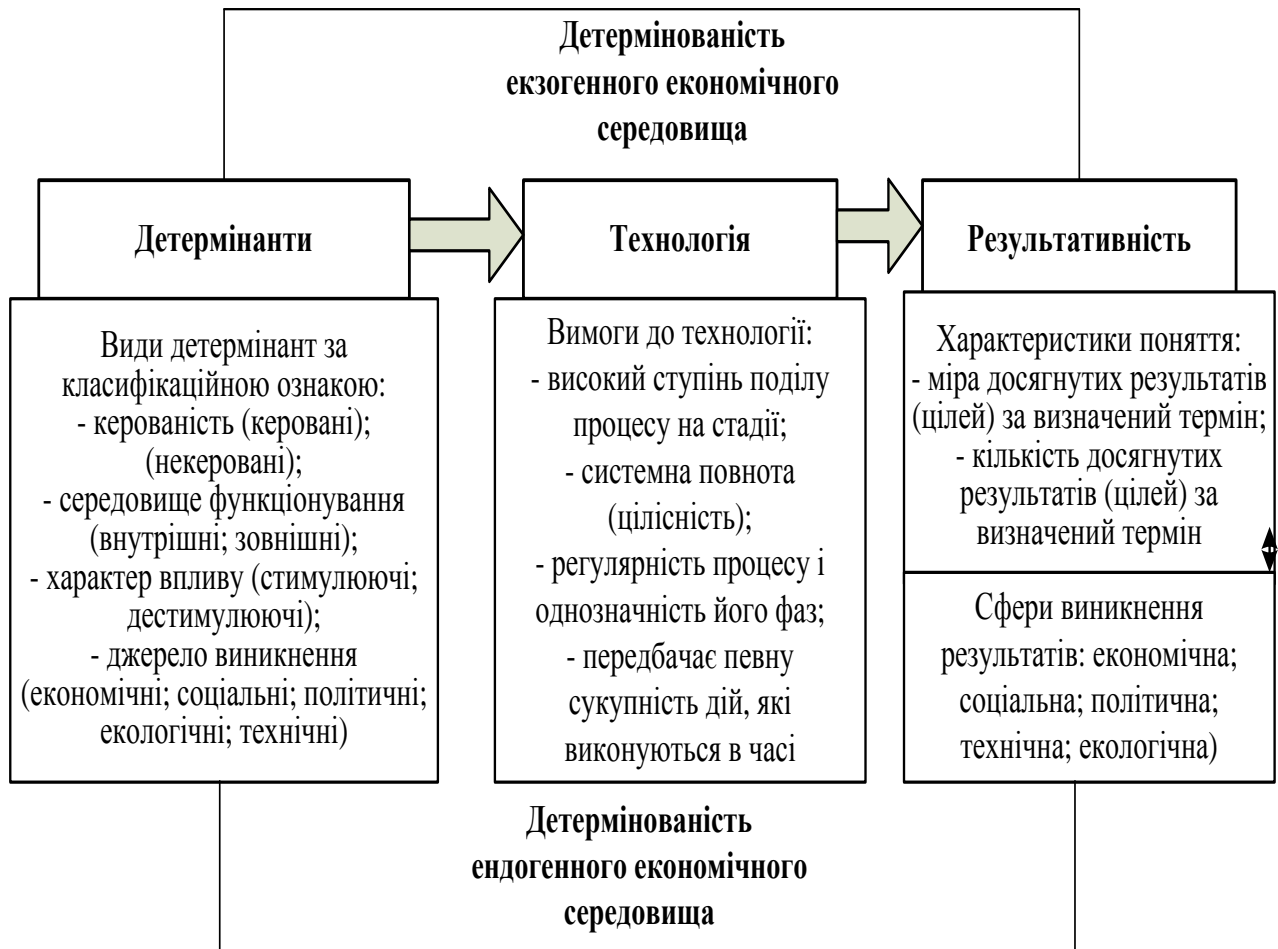 Детермінованість
екзогенного економічного
середовища
Детермінанти
Технологія
Результативність
Види детермінант за
класифікаційною ознакою:
- керованість (керовані);
(некеровані);
- середовище функціонування
(внутрішні; зовнішні);
- характер впливу (стимулюючі;
дестимулюючі);
- джерело виникнення
(економічні; соціальні; політичні;
екологічні; технічні)
Вимоги до технології:
- високий ступінь поділу
процесу на стадії;
- системна повнота
(цілісність);
- регулярність процесу і
однозначність його фаз;
- передбачає певну
сукупність дій, які
виконуються в часі
Характеристики поняття:
- міра досягнутих результатів
(цілей) за визначений термін;
- кількість досягнутих
результатів (цілей) за
визначений термін
Сфери виникнення
результатів: економічна;
соціальна; політична;
технічна; екологічна)
Детермінованість
ендогенного економічного
середовища